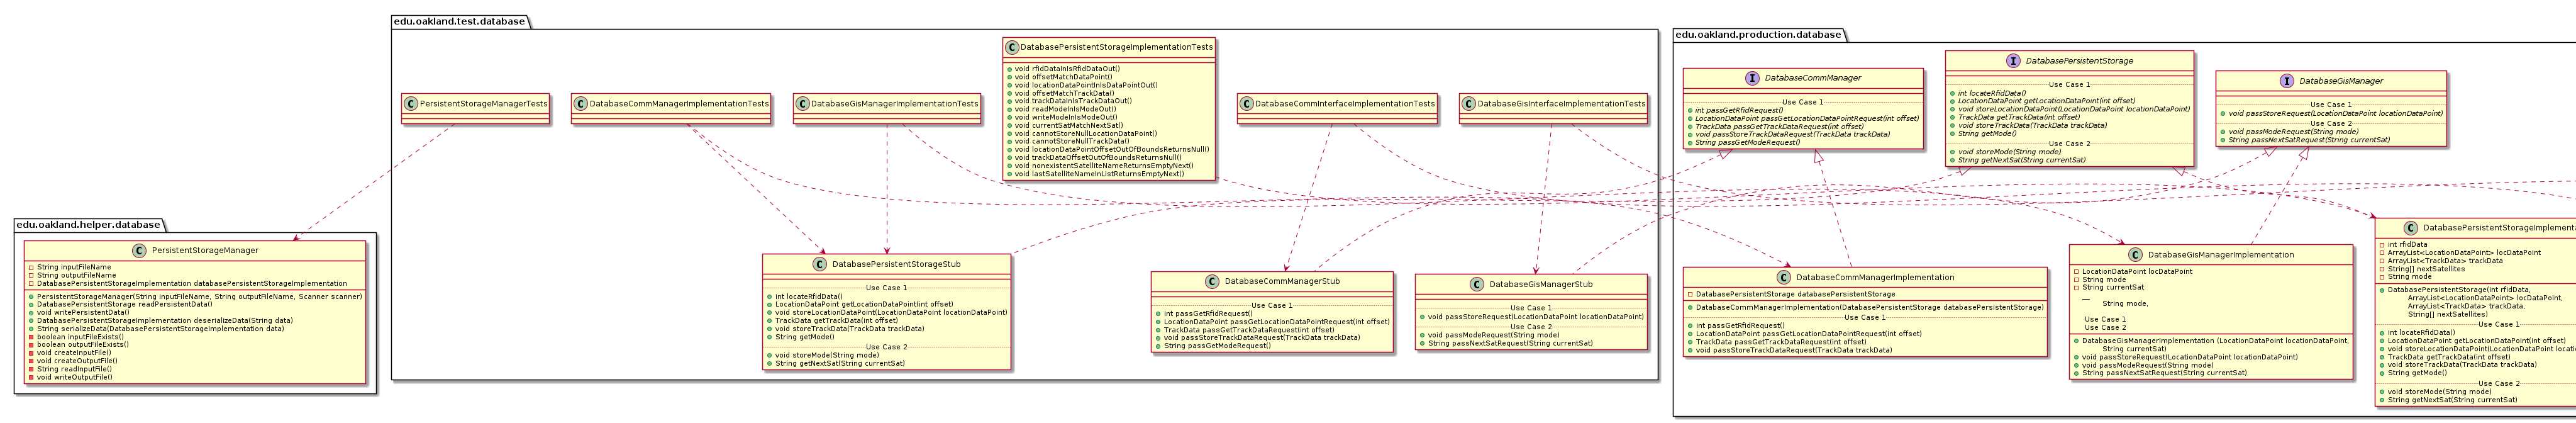 edu.oakland.helper.database
PersistentStorageManager
String inputFileName
String outputFileName
DatabasePersistentStorageImplementation databasePersistentStorageImplementation
PersistentStorageManager(String inputFileName, String outputFileName, Scanner scanner)
DatabasePersistentStorage readPersistentData()
void writePersistentData()
DatabasePersistentStorageImplementation deserializeData(String data)
String serializeData(DatabasePersistentStorageImplementation data)
boolean inputFileExists()
boolean outputFileExists()
void createInputFile()
void createOutputFile()
String readInputFile()
void writeOutputFile()
edu.oakland.test.database
C PersistentStorageManagerTests
C DatabaseCommManagerImplementationTests
C DatabaseGisManagerImplementationTests
C DatabasePersistentStorageImplementationTests
void rfidDataInIsRfidDataOut()
void offsetMatchDataPoint()
void locationDataPointInIsDataPointOut()
void offsetMatchTrackData()
void trackDataInIsTrackDataOut()
void readModeInIsModeOut()
void writeModeInIsModeOut()
void currentSatMatchNextSat()
void cannotStoreNullLocationDataPoint()
void cannotStoreNullTrackData()
void locationDataPointOffsetOutOfBoundsReturnsNull()
void trackDataOffsetOutOfBoundsReturnsNull()
void nonexistentSatelliteNameReturnsEmptyNext()
void lastSatelliteNameInListReturnsEmptyNext()
C DatabaseCommInterfaceImplementationTests
C DatabaseGisInterfaceImplementationTests
C DatabasePersistentStorageStub
Use Case 1
int locateRfidData()
LocationDataPoint getLocationDataPoint(int offset)
void storeLocationDataPoint(LocationDataPoint locationDataPoint)
TrackData getTrackData(int offset)
void storeTrackData(TrackData trackData)
String getMode()
Use Case 2
void storeMode(String mode)
String getNextSat(String currentSat)
C DatabaseCommManagerStub
Use Case 1
int passGetRfidRequest()
LocationDataPoint passGetLocationDataPointRequest(int offset)
TrackData passGetTrackDataRequest(int offset)
void passStoreTrackDataRequest(TrackData trackData)
String passGetModeRequest()
C DatabaseGisManagerStub
Use Case 1
void passStoreRequest(LocationDataPoint locationDataPoint)
Use Case 2
void passModeRequest(String mode)
String passNextSatRequest(String currentSat)
edu.oakland.production.database
I DatabaseCommManager
Use Case 1
int passGetRfidRequest()
LocationDataPoint passGetLocationDataPointRequest(int offset)
TrackData passGetTrackDataRequest(int offset)
void passStoreTrackDataRequest(TrackData trackData)
String passGetModeRequest()
I DatabasePersistentStorage
Use Case 1
int locateRfidData()
LocationDataPoint getLocationDataPoint(int offset)
void storeLocationDataPoint(LocationDataPoint locationDataPoint)
TrackData getTrackData(int offset)
void storeTrackData(TrackData trackData)
String getMode()
Use Case 2
void storeMode(String mode)
String getNextSat(String currentSat)
I DatabaseGisManager
Use Case 1
void passStoreRequest(LocationDataPoint locationDataPoint)
Use Case 2
void passModeRequest(String mode)
String passNextSatRequest(String currentSat)
C DatabaseCommManagerImplementation
DatabasePersistentStorage databasePersistentStorage
DatabaseCommManagerImplementation(DatabasePersistentStorage databasePersistentStorage)
Use Case 1
int passGetRfidRequest()
LocationDataPoint passGetLocationDataPointRequest(int offset)
TrackData passGetTrackDataRequest(int offset)
void passStoreTrackDataRequest(TrackData trackData)
C DatabaseGisManagerImplementation
LocationDataPoint locDataPoint
String mode
String currentSat
__
String mode,
Use Case 1
Use Case 2
DatabaseGisManagerImplementation (LocationDataPoint locationDataPoint,
String currentSat)
void passStoreRequest(LocationDataPoint locationDataPoint)
void passModeRequest(String mode)
String passNextSatRequest(String currentSat)
C DatabasePersistentStorageImplementa
int rfidData
ArrayList<LocationDataPoint> locDataPoint
ArrayList<TrackData> trackData
String[] nextSatellites
String mode
DatabasePersistentStorage(int rfidData,
ArrayList<LocationDataPoint> locDataPoint,
ArrayList<TrackData> trackData,
String[] nextSatellites)
Use Case 1
int locateRfidData()
LocationDataPoint getLocationDataPoint(int offset)
void storeLocationDataPoint(LocationDataPoint locatio
TrackData getTrackData(int offset)
void storeTrackData(TrackData trackData)
String getMode()
Use Case 2
void storeMode(String mode)
String getNextSat(String currentSat)